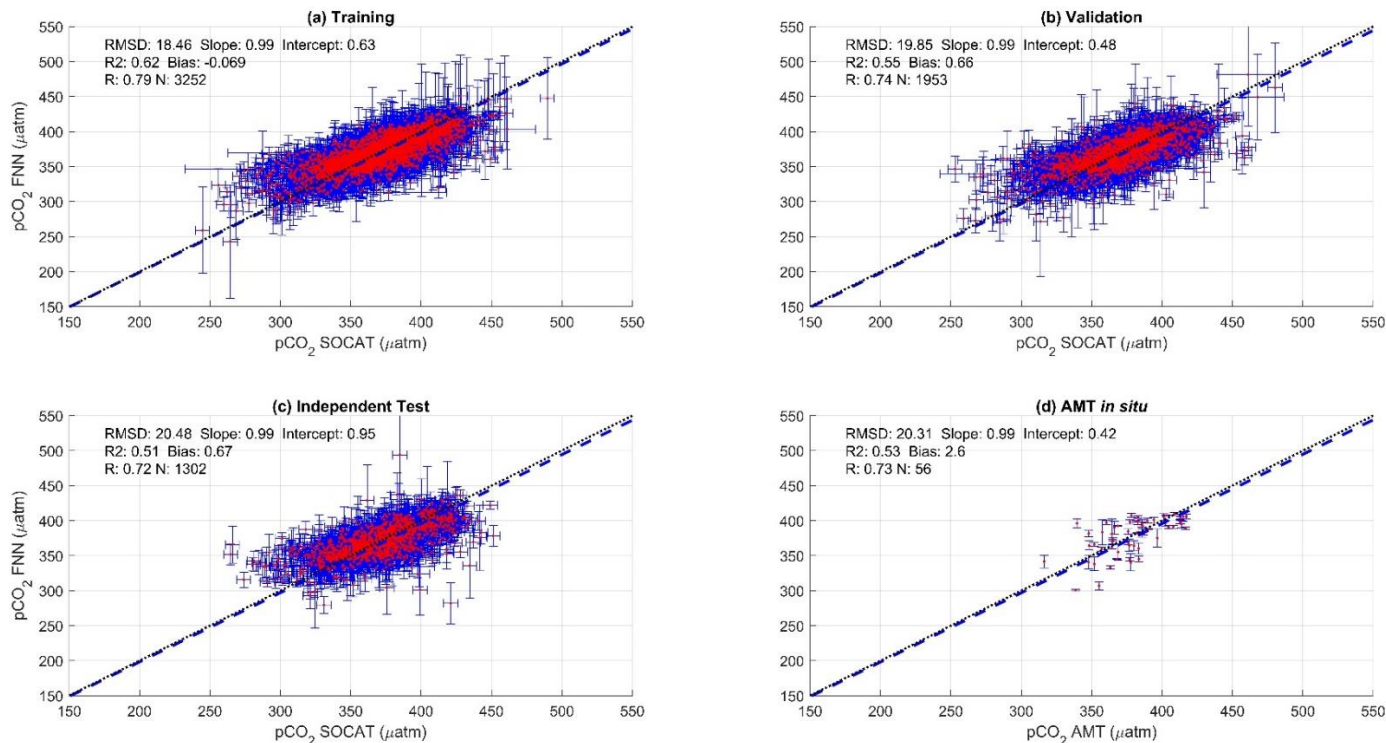 (a) Training
RMSD: 18.46 Slope: 0.99 Intercept: 0.63
R2: 0.62 Bias: -0.069
R: 0.79 N: 3252
550
500
450
400
350
300
250
200
150
pCO2 FNN (μatm)
150 200 250 300 350 400 450 500 550
pCO2 SOCAT (μatm)
(b) Validation
RMSD: 19.85 Slope: 0.99 Intercept: 0.48
R2: 0.55 Bias: 0.66
R: 0.74 N: 1953
550
500
450
400
350
300
250
200
150
150 200 250 300 350 400 450 500 550
pCO2 SOCAT (μatm)
(c) Independent Test
RMSD: 20.48 Slope: 0.99 Intercept: 0.95
R2: 0.51 Bias: 0.67
R: 0.72 N: 1302
550
500
450
400
350
300
250
200
150
pCO2 FNN (μatm)
150 200 250 300 350 400 450 500 550
pCO2 SOCAT (μatm)
(d) AMT in situ
RMSD: 20.31 Slope: 0.99 Intercept: 0.42
R2: 0.53 Bias: 2.6
R: 0.73 N: 56
550
500
450
400
350
300
250
200
150
150 200 250 300 350 400 450 500 550
pCO2 AMT (μatm)